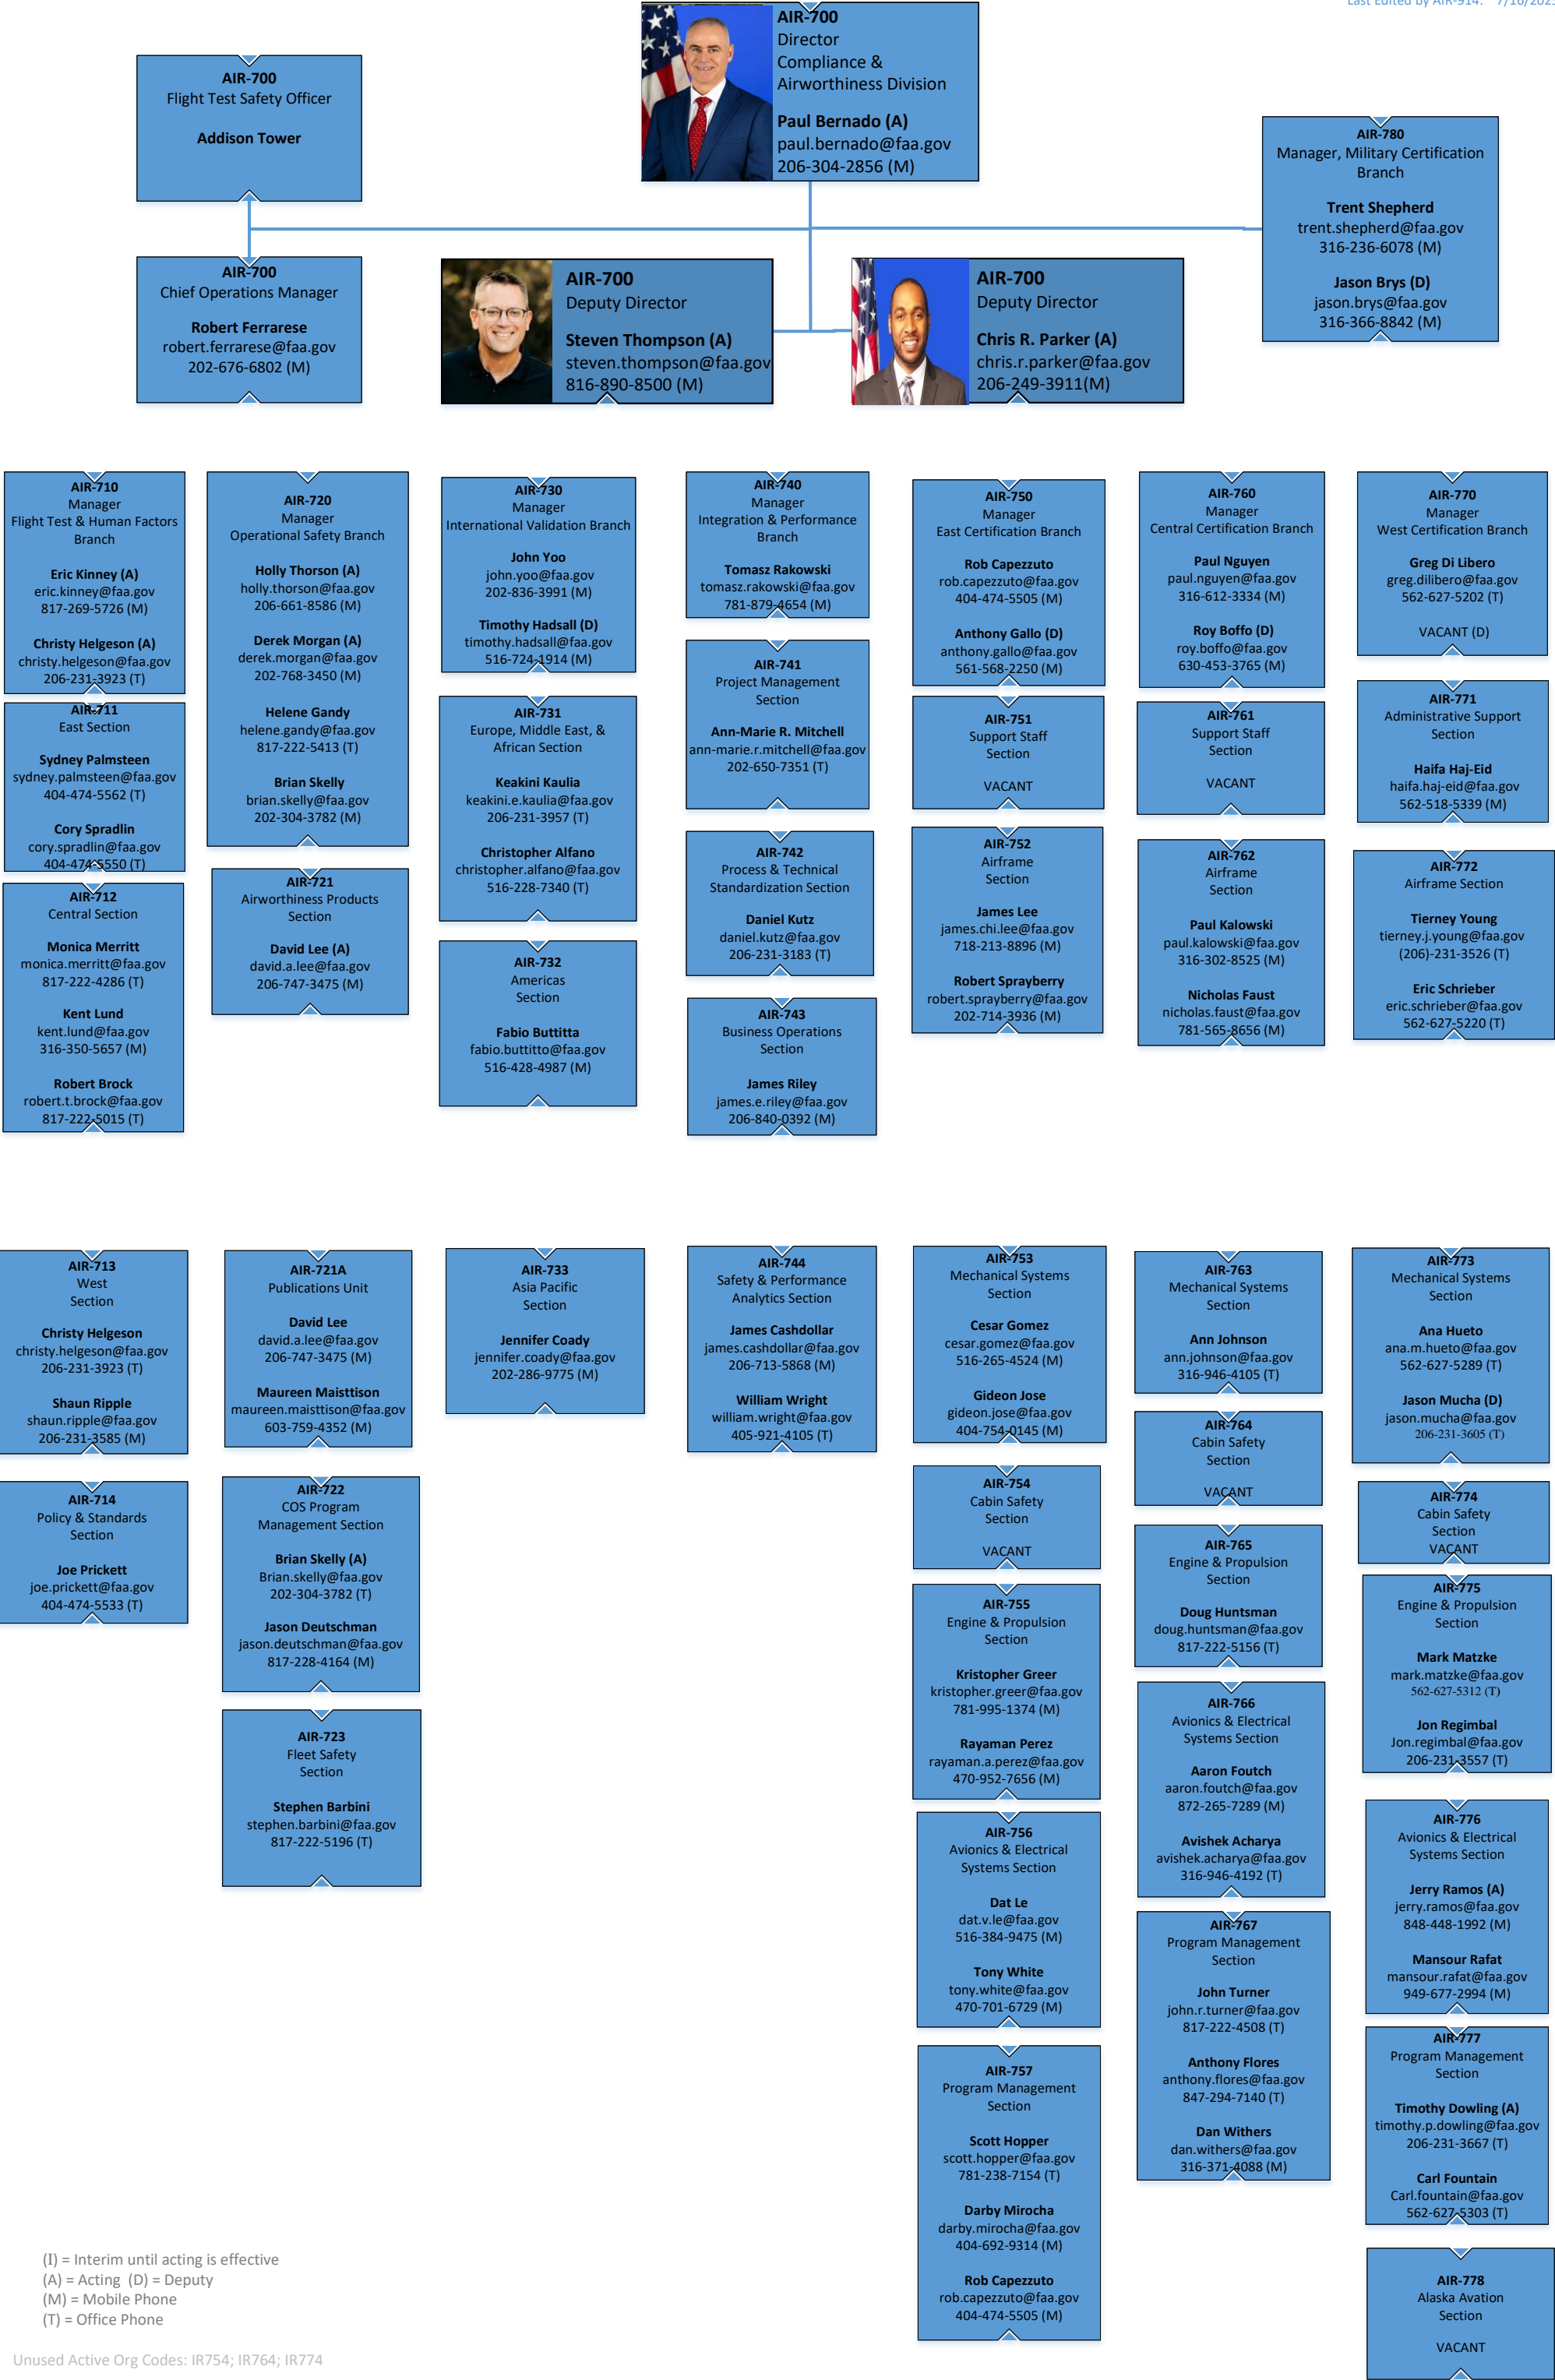 Last Edited by AIR-914: 7/16/202
AIR-700
Director
Compliance &
Airworthiness Division
Paul Bernado (A)
paul.bernado@faa.gov
206-304-2856 (M)
AIR-700
Flight Test Safety Officer
Addison Tower
AIR-780
Manager, Military Certification
Branch
Trent Shepherd
trent.shepherd@faa.gov
316-236-6078 (M)
Jason Brys (D)
jason.brys@faa.gov
316-366-8842 (M)
AIR-700
Chief Operations Manager
Robert Ferrarese
robert.ferrarese@faa.gov
202-676-6802 (M)
AIR-700
Deputy Director
Steven Thompson (A)
steven.thompson@faa.gov
816-890-8500 (M)
AIR-700
Deputy Director
Chris R. Parker (A)
chris.r.parker@faa.gov
206-249-3911(M)
AIR-710
Manager
Flight Test & Human Factors
Branch
Eric Kinney (A)
eric.kinney@faa.gov
817-269-5726 (M)
Christy Helgeson (A)
christy.helgeson@faa.gov
206-231-3923 (T)
AIR-711
East Section
Sydney Palmsteen
sydney.palmsteen@faa.gov
404-474-5562 (T)
Cory Spradlin
cory.spradlin@faa.gov
404-474-5550 (T)
AIR-712
Central Section
Monica Merritt
monica.merritt@faa.gov
817-222-4286 (T)
Kent Lund
kent.lund@faa.gov
316-350-5657 (M)
Robert Brock
robert.t.brock@faa.gov
817-222-5015 (T)
AIR-720
Manager
Operational Safety Branch
Holly Thorson (A)
holly.thorson@faa.gov
206-661-8586 (M)
Derek Morgan (A)
derek.morgan@faa.gov
202-768-3450 (M)
Helene Gandy
helene.gandy@faa.gov
817-222-5413 (T)
Brian Skelly
brian.skelly@faa.gov
202-304-3782 (M)
AIR-721
Airworthiness Products
Section
David Lee (A)
david.a.lee@faa.gov
206-747-3475 (M)
AIR-730
Manager
International Validation Branch
John Yoo
john.yoo@faa.gov
202-836-3991 (M)
Timothy Hadsall (D)
timothy.hadsall@faa.gov
516-724-1914 (M)
AIR-731
Europe, Middle East, &
African Section
Keakini Kaulia
keakini.e.kaulia@faa.gov
206-231-3957 (T)
Christopher Alfano
christopher.alfano@faa.gov
516-228-7340 (T)
AIR-732
Americas
Section
Fabio Buttitta
fabio.buttitto@faa.gov
516-428-4987 (M)
AIR-740
Manager
Integration & Performance
Branch
Tomasz Rakowski
tomasz.rakowski@faa.gov
781-879-4654 (M)
AIR-741
Project Management
Section
Ann-Marie R. Mitchell
ann-marie.r.mitchell@faa.gov
202-650-7351 (T)
AIR-742
Process & Technical
Standardization Section
Daniel Kutz
daniel.kutz@faa.gov
206-231-3183 (T)
AIR-743
Business Operations
Section
James Riley
james.e.riley@faa.gov
206-840-0392 (M)
AIR-750
Manager
East Certification Branch
Rob Capezzuto
rob.capezzuto@faa.gov
404-474-5505 (M)
Anthony Gallo (D)
anthony.gallo@faa.gov
561-568-2250 (M)
AIR-751
Support Staff
Section
VACANT
AIR-752
Airframe
Section
James Lee
james.chi.lee@faa.gov
718-213-8896 (M)
Robert Sprayberry
robert.sprayberry@faa.gov
202-714-3936 (M)
AIR-760
Manager
Central Certification Branch
Paul Nguyen
paul.nguyen@faa.gov
316-612-3334 (M)
Roy Boffo (D)
roy.boffo@faa.gov
630-453-3765 (M)
AIR-761
Support Staff
Section
VACANT
AIR-762
Airframe
Section
Paul Kalowski
paul.kalowski@faa.gov
316-302-8525 (M)
Nicholas Faust
nicholas.faust@faa.gov
781-565-8656 (M)
AIR-770
Manager
West Certification Branch
Greg Di Libero
greg.dilibero@faa.gov
562-627-5202 (T)
VACANT (D)
AIR-771
Administrative Support
Section
Haifa Haj-Eid
haifa.haj-eid@faa.gov
562-518-5339 (M)
AIR-772
Airframe Section
Tierney Young
tierney.j.young@faa.gov
(206)-231-3526 (T)
Eric Schrieber
eric.schrieber@faa.gov
562-627-5220 (T)
AIR-713
West
Section
Christy Helgeson
christy.helgeson@faa.gov
206-231-3923 (T)
Shaun Ripple
shaun.ripple@faa.gov
206-231-3585 (M)
AIR-714
Policy & Standards
Section
Joe Prickett
joe.prickett@faa.gov
404-474-5533 (T)
AIR-721A
Publications Unit
David Lee
david.a.lee@faa.gov
206-747-3475 (M)
Maureen Maisttison
maureen.maisttison@faa.gov
603-759-4352 (M)
AIR-722
COS Program
Management Section
Brian Skelly (A)
Brian.skelly@faa.gov
202-304-3782 (T)
Jason Deutschman
jason.deutschman@faa.gov
817-228-4164 (M)
AIR-723
Fleet Safety
Section
Stephen Barbini
stephen.barbini@faa.gov
817-222-5196 (T)
AIR-733
Asia Pacific
Section
Jennifer Coady
jennifer.coady@faa.gov
202-286-9775 (M)
AIR-744
Safety & Performance
Analytics Section
James Cashdollar
james.cashdollar@faa.gov
206-713-5868 (M)
William Wright
william.wright@faa.gov
405-921-4105 (T)
AIR-753
Mechanical Systems
Section
Cesar Gomez
cesar.gomez@faa.gov
516-265-4524 (M)
Gideon Jose
gideon.jose@faa.gov
404-754-0145 (M)
AIR-754
Cabin Safety
Section
VACANT
AIR-755
Engine & Propulsion
Section
Kristopher Greer
kristopher.greer@faa.gov
781-995-1374 (M)
Rayaman Perez
rayaman.a.perez@faa.gov
470-952-7656 (M)
AIR-756
Avionics & Electrical
Systems Section
Dat Le
dat.v.le@faa.gov
516-384-9475 (M)
Tony White
tony.white@faa.gov
470-701-6729 (M)
AIR-757
Program Management
Section
Scott Hopper
scott.hopper@faa.gov
781-238-7154 (T)
Darby Mirocha
darby.mirocha@faa.gov
404-692-9314 (M)
Rob Capezzuto
rob.capezzuto@faa.gov
404-474-5505 (M)
AIR-763
Mechanical Systems
Section
Ann Johnson
ann.johnson@faa.gov
316-946-4105 (T)
AIR-764
Cabin Safety
Section
VACANT
AIR-765
Engine & Propulsion
Section
Doug Huntsman
doug.huntsman@faa.gov
817-222-5156 (T)
AIR-766
Avionics & Electrical
Systems Section
Aaron Foutch
aaron.foutch@faa.gov
872-265-7289 (M)
Avishek Acharya
avishek.acharya@faa.gov
316-946-4192 (T)
AIR-767
Program Management
Section
John Turner
john.r.turner@faa.gov
817-222-4508 (T)
Anthony Flores
anthony.flores@faa.gov
847-294-7140 (T)
Dan Withers
dan.withers@faa.gov
316-371-4088 (M)
AIR-773
Mechanical Systems
Section
Ana Hueto
ana.m.hueto@faa.gov
562-627-5289 (T)
Jason Mucha (D)
jason.mucha@faa.gov
206-231-3605 (T)
AIR-774
Cabin Safety
Section
VACANT
AIR-775
Engine & Propulsion
Section
Mark Matzke
mark.matzke@faa.gov
562-627-5312 (T)
Jon Regimbal
Jon.regimbal@faa.gov
206-231-3557 (T)
AIR-776
Avionics & Electrical
Systems Section
Jerry Ramos (A)
jerry.ramos@faa.gov
848-448-1992 (M)
Mansour Rafat
mansour.rafat@faa.gov
949-677-2994 (M)
AIR-777
Program Management
Section
Timothy Dowling (A)
timothy.p.dowling@faa.gov
206-231-3667 (T)
Carl Fountain
Carl.fountain@faa.gov
562-627-5303 (T)
AIR-778
Alaska Avation
Section
VACANT
(I) = Interim until acting is effective
(A) = Acting (D) = Deputy
(M) = Mobile Phone
(T) = Office Phone
Unused Active Org Codes: IR754; IR764; IR774